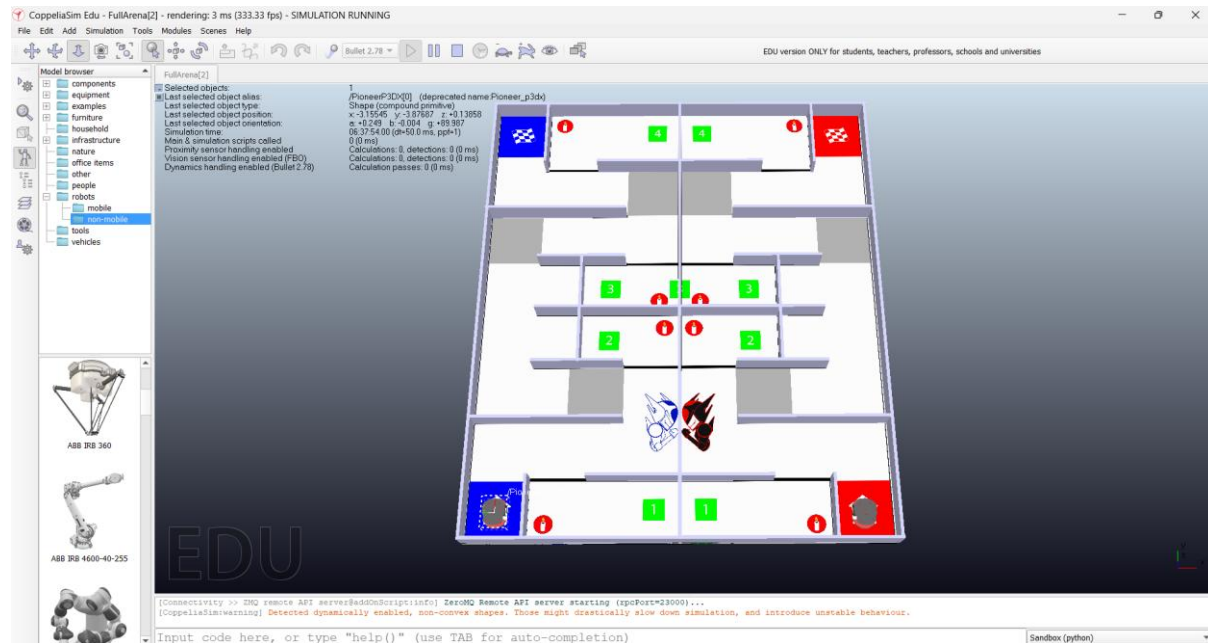 CoppeliaSim Edu - FullArena[2] - rendering: 3 ms (333.33 fps) - SIMULATION RUNNING
File Edit Add Simulation Tools Modules Scenes Help
Bullet 2.78
EDU version ONLY for students, teachers, professors, schools and universities
Model browser
components
equipment
examples
furniture
household
infrastructure
nature
office items
other
people
robots
mobile
non-mobile
tools
vehicles
ABB IRB 360
ABB IRB 4600-40-255
FullArena[2]
Selected objects: 1
Last selected object alias: /PioneerP3DX[0] (deprecated name:Pioneer_p3dx)
Last selected object type: Shape (compound primitive)
Last selected object position: x: -3.15545 y: -3.87687 z: +0.13858
Last selected object orientation: a: +0.249 b: -0.004 g: +89.987
Simulation time: 06:37:54.00 (dt=50.0 ms, ppf=1)
Main & simulation scripts called 0 (0 ms)
Proximity sensor handling enabled Calculations: 0, detections: 0 (0 ms)
Vision sensor handling enabled (FBO) Calculations: 0, detections: 0 (0 ms)
Dynamics handling enabled (Bullet 2.78) Calculation passes: 0 (0 ms)
4 4
3 3
2 2
/Pio
1 1
EDU
[Connectivity >> ZMQ remote API server@addOnScript:info] ZeroMQ Remote API server starting (rpcPort=23000)...
[CoppeliaSim:warning] Detected dynamically enabled, non-convex shapes. Those might drastically slow down simulation, and introduce unstable behaviour.
Input code here, or type "help()" (use TAB for auto-completion)
Sandbox (python)